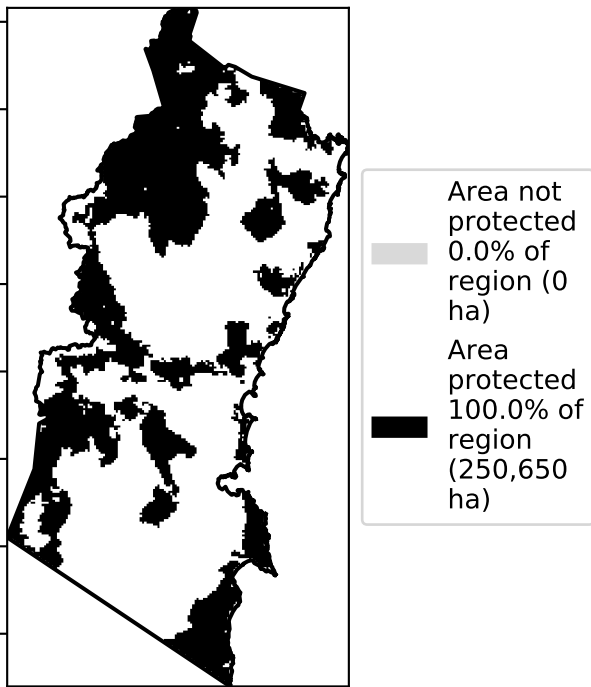 Area not
protected
0.0% of
region (0
ha)
Area
protected
100.0% of
region
(250,650
ha)